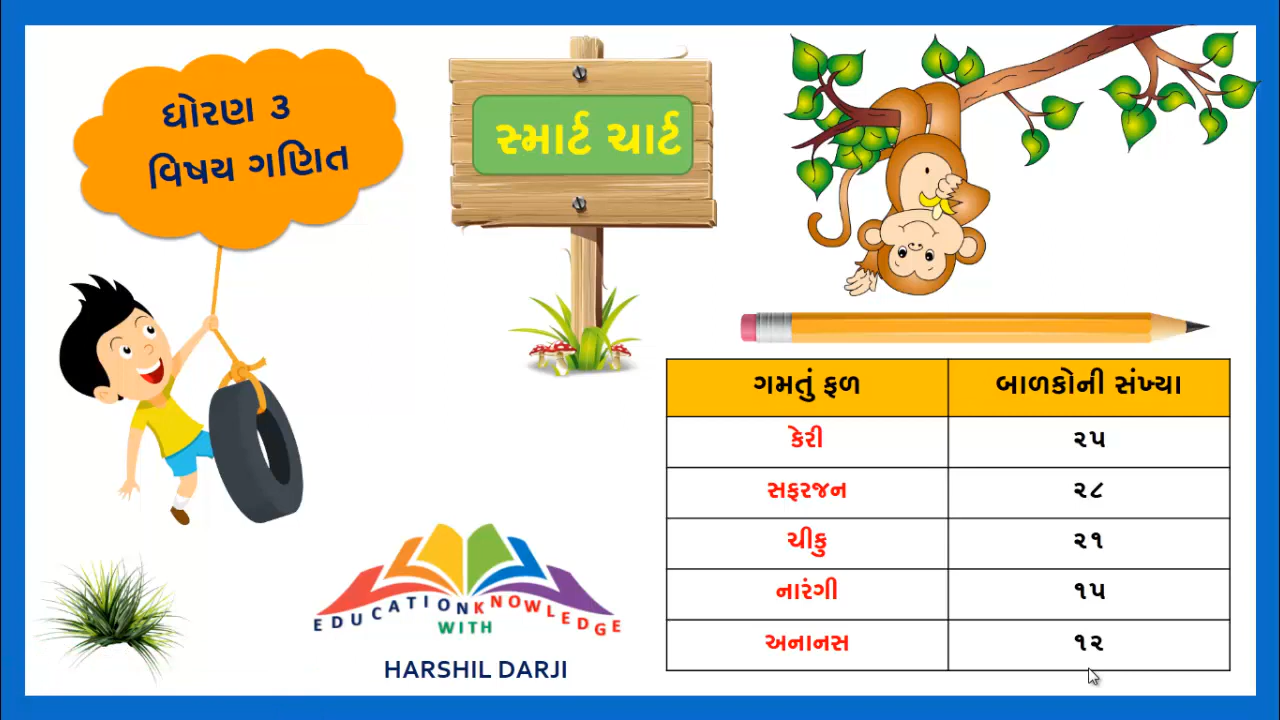 ધોરણ ૩
વિષય ગણિત
સ્માર્ટ ચાર્ટ
ગમતું ફળ બાળકોની સંખ્યા
કેરી ૨૫
સફરજન ૨૮
ચીકુ ૨૧
નારંગી ૧૫
અનાનસ ૧૨
EDUCATION KNOWLEDGE
WITH
HARSHIL DARJI